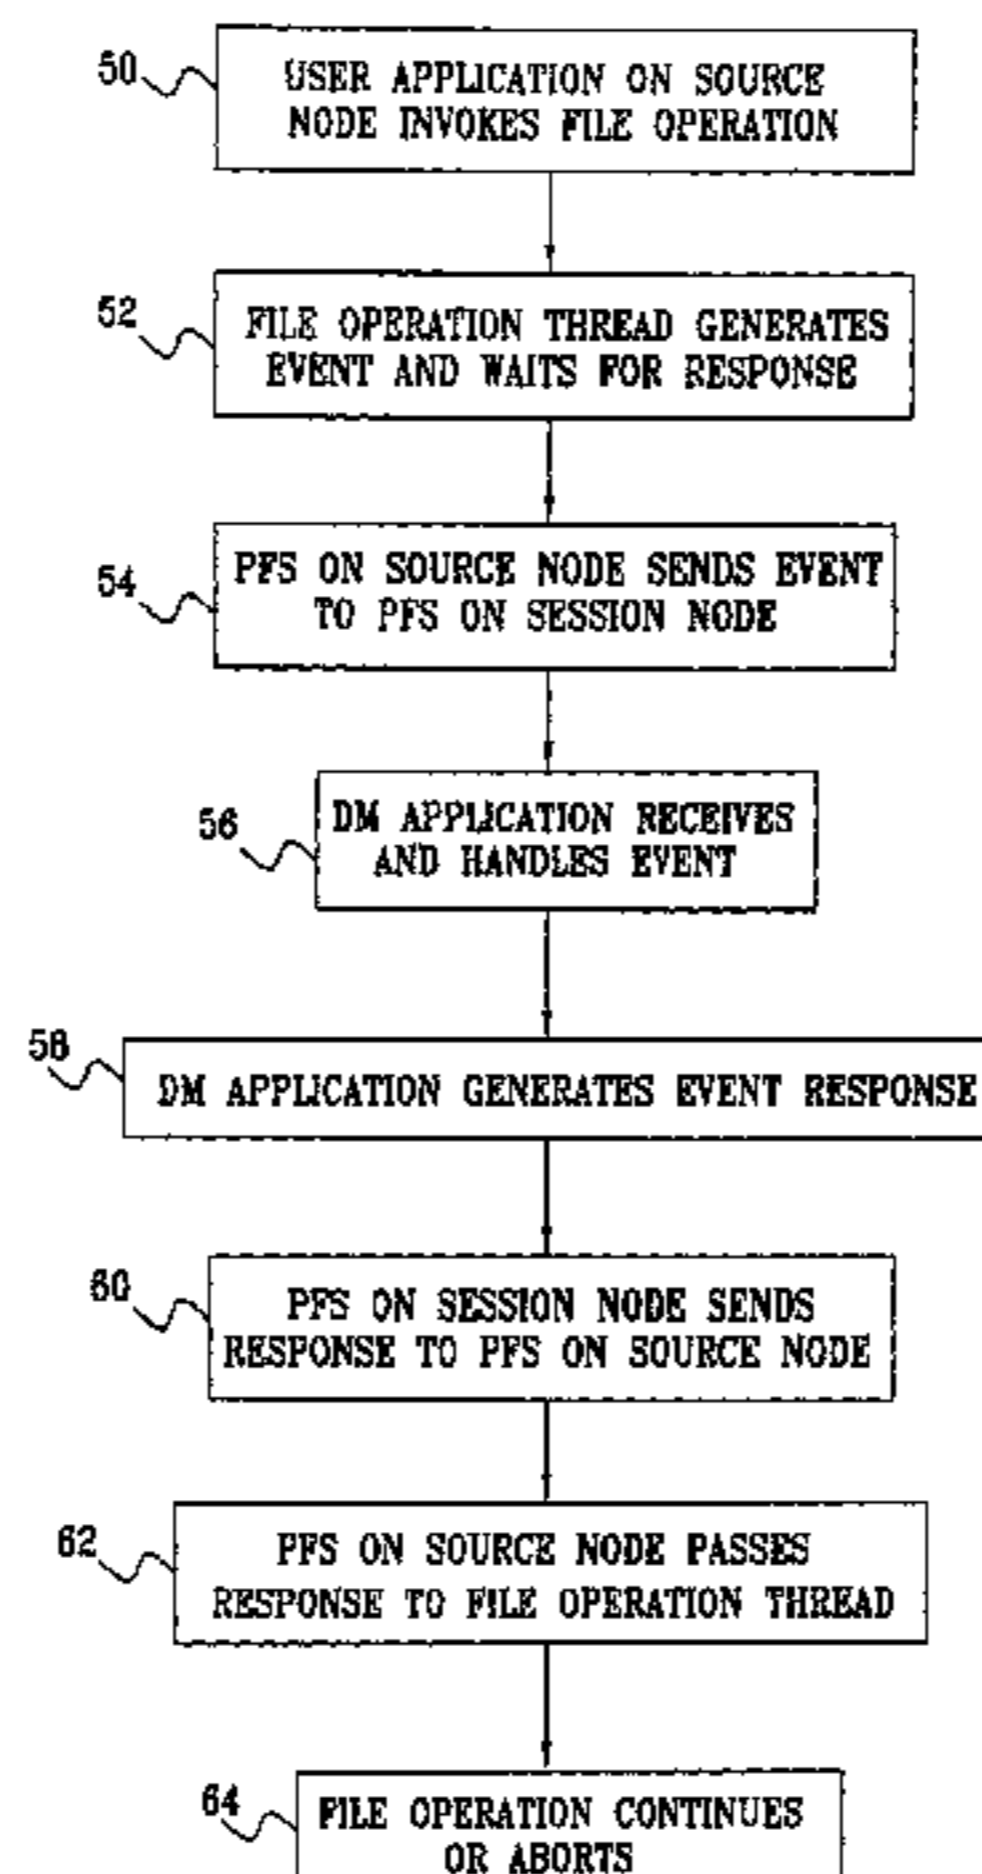 50
USER APPLICATION ON SOURCE
NODE INVOKES FILE OPERATION
52
FILE OPERATION THREAD GENERATES
EVENT AND WAITS FOR RESPONSE
54
PFS ON SOURCE NODE SENDS EVENT
TO PFS ON SESSION NODE
56
DM APPLICATION RECEIVES
AND HANDLES EVENT
58
DM APPLICATION GENERATES EVENT RESPONSE
60
PFS ON SESSION NODE SENDS
RESPONSE TO PFS ON SOURCE NODE
62
PFS ON SOURCE NODE PASSES
RESPONSE TO FILE OPERATION THREAD
64
FILE OPERATION CONTINUES
OR ABORTS